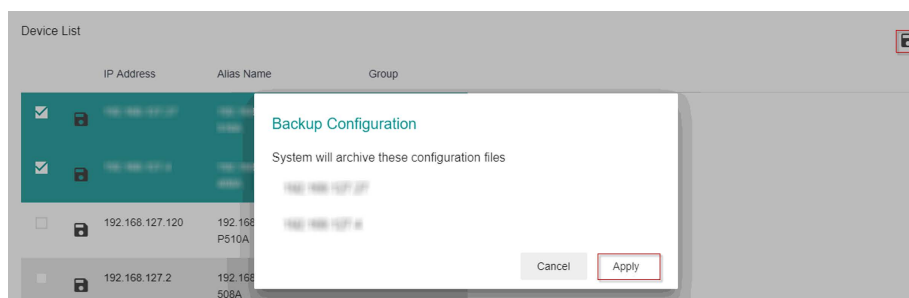 Device List
IP Address Alias Name Group
Backup Configuration
System will archive these configuration files
192.168.127.120 192.168
P510A
192.168.127.2 192.168
508A
Cancel Apply